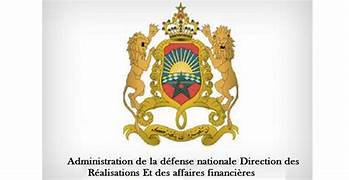 Administration de la défense nationale Direction des
Réalisations Et des affaires financières